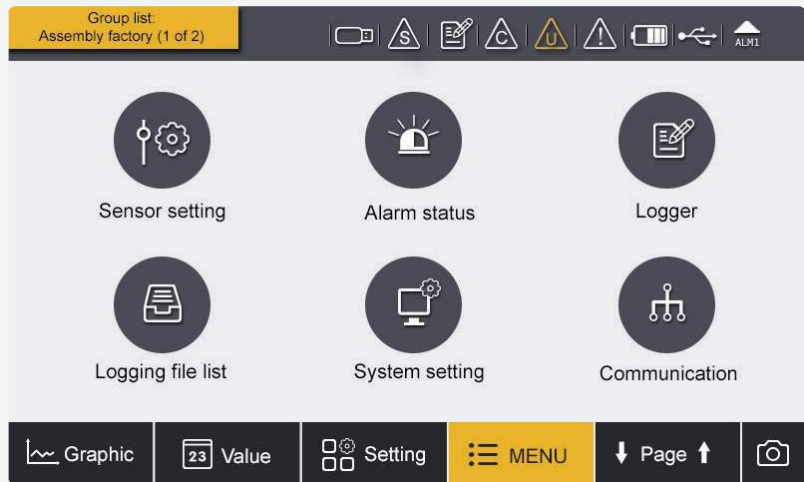 Group list:
Assembly factory (1 of 2)
S
C
U
!
ALM1
Sensor setting
Alarm status
Logger
Logging file list
System setting
Communication
Graphic
23 Value
Setting
MENU
Page